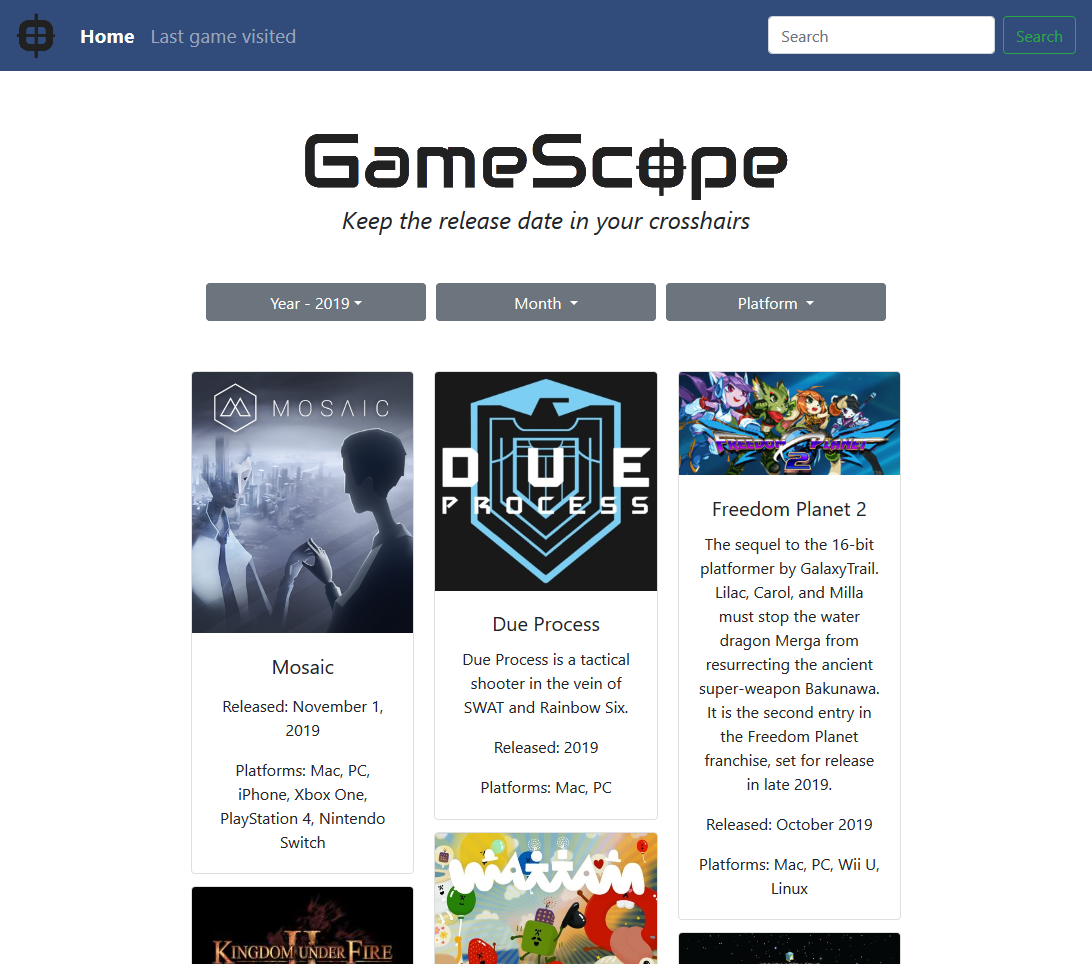 Home Last game visited Search Search
GameScope
Keep the release date in your crosshairs
Year - 2019 Month Platform
MOSAIC
Mosaic
Released: November 1,
2019
Platforms: Mac, PC,
iPhone, Xbox One,
PlayStation 4, Nintendo
Switch
KINGDOM UNDER FIRE
II
DUE
PROCESS
Due Process
Due Process is a tactical
shooter in the vein of
SWAT and Rainbow Six.
Released: 2019
Platforms: Mac, PC
wattam
FREEDOM PLANET
2
Freedom Planet 2
The sequel to the 16-bit
platformer by GalaxyTrail.
Lilac, Carol, and Milla
must stop the water
dragon Merga from
resurrecting the ancient
super-weapon Bakunawa.
It is the second entry in
the Freedom Planet
franchise, set for release
in late 2019.
Released: October 2019
Platforms: Mac, PC, Wii U,
Linux